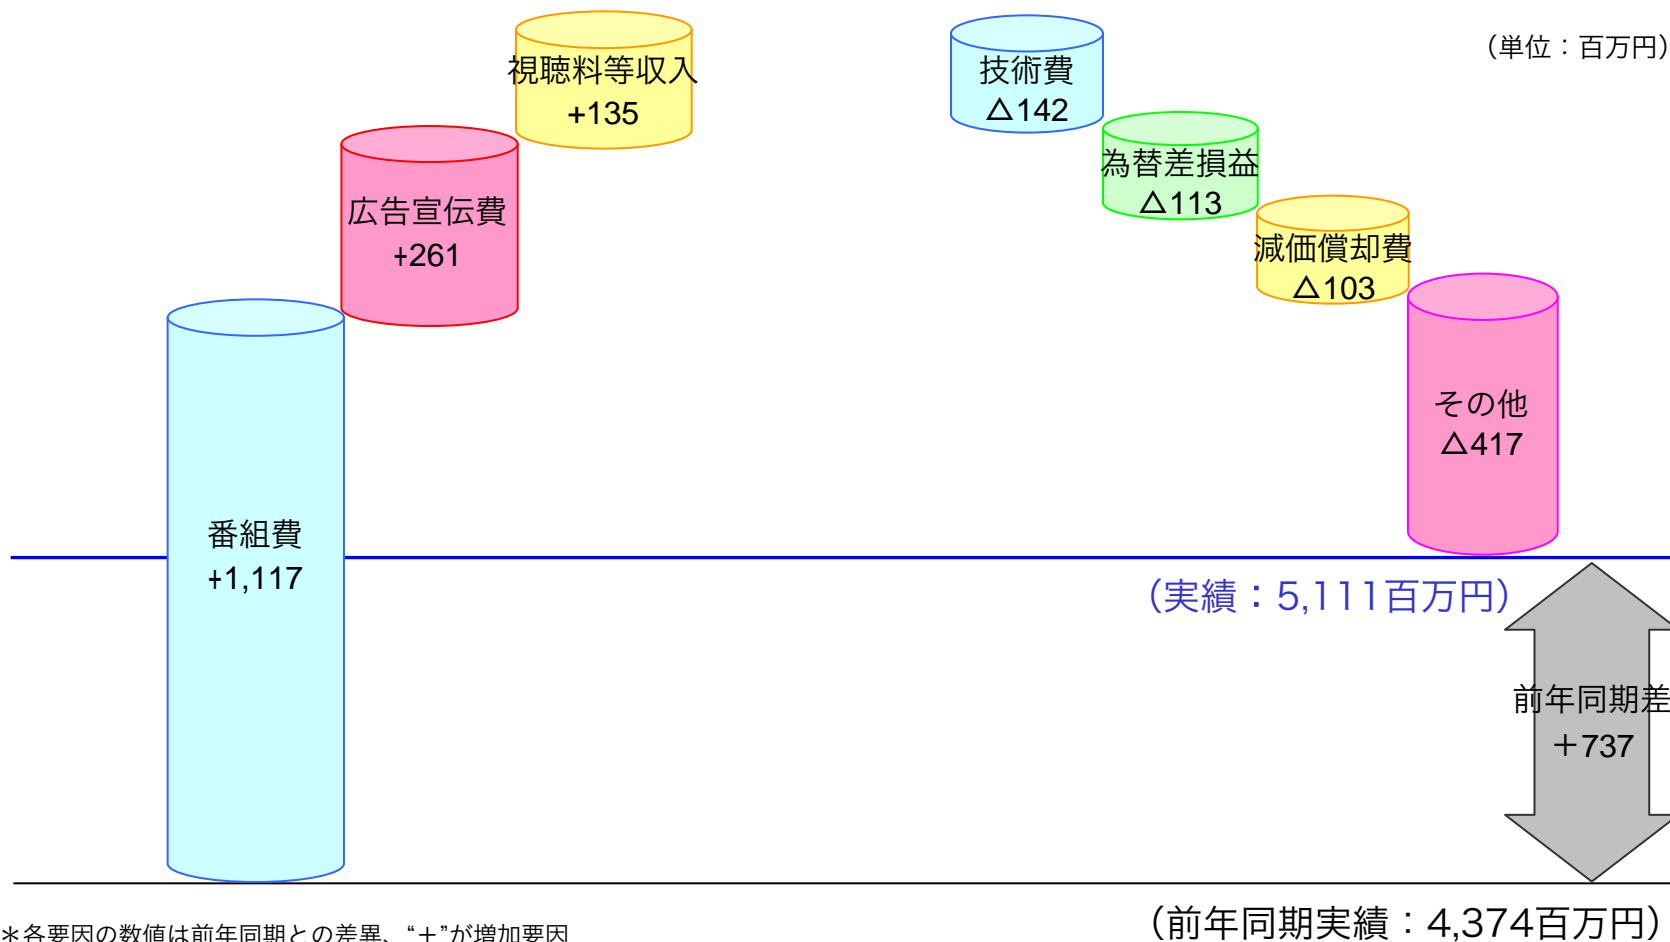 (単位：百万円)
視聴料等収入
+135
技術費
△142
広告宣伝費
+261
為替差損益
△113
減価償却費
△103
その他
△417
番組費
+1,117
(実績：5,111百万円)
前年同期差
＋737
(前年同期実績：4,374百万円)
＊各要因の数値は前年同期との差異、“＋”が増加要因